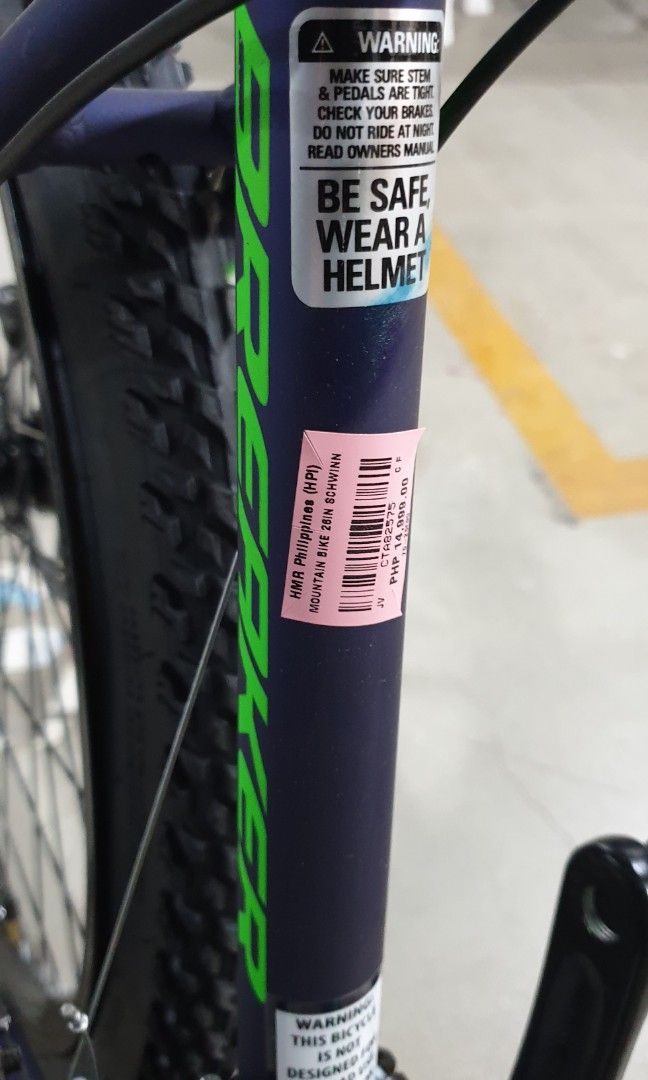 WARNING:
MAKE SURE STEM
& PEDALS ARE TIGHT.
CHECK YOUR BRAKES.
DO NOT RIDE AT NIGHT.
READ OWNERS MANUAL
BE SAFE,
WEAR A
HELMET
BREAKER
HMR Philippines (HPI)
MOUNTAIN BIKE 26IN SCHWINN
JV
CTA82575
C F
PHP 14,999.00
WARNING:
THIS BICYCLE
IS NOT
DESIGNED FOR